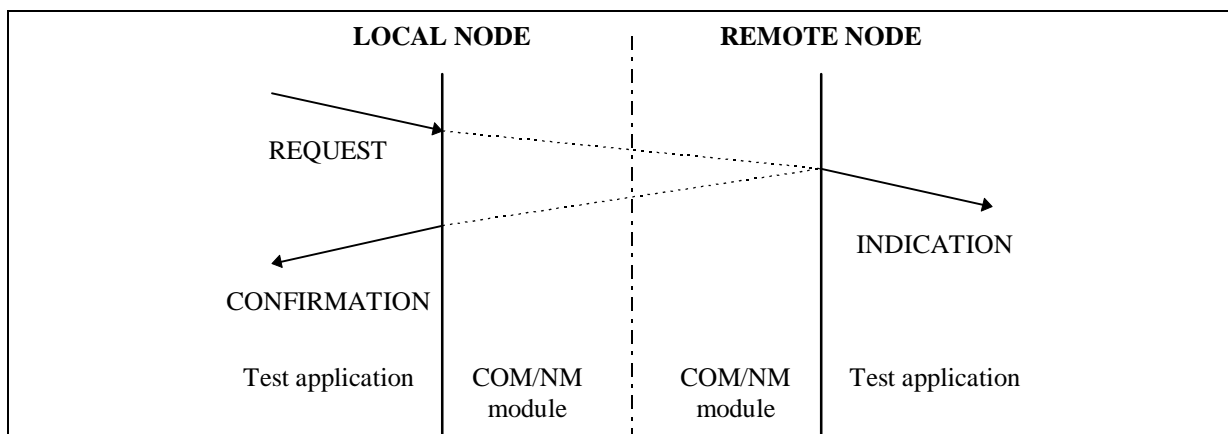 LOCAL NODE
REMOTE NODE
REQUEST
INDICATION
CONFIRMATION
Test application
COM/NM
module
COM/NM
module
Test application